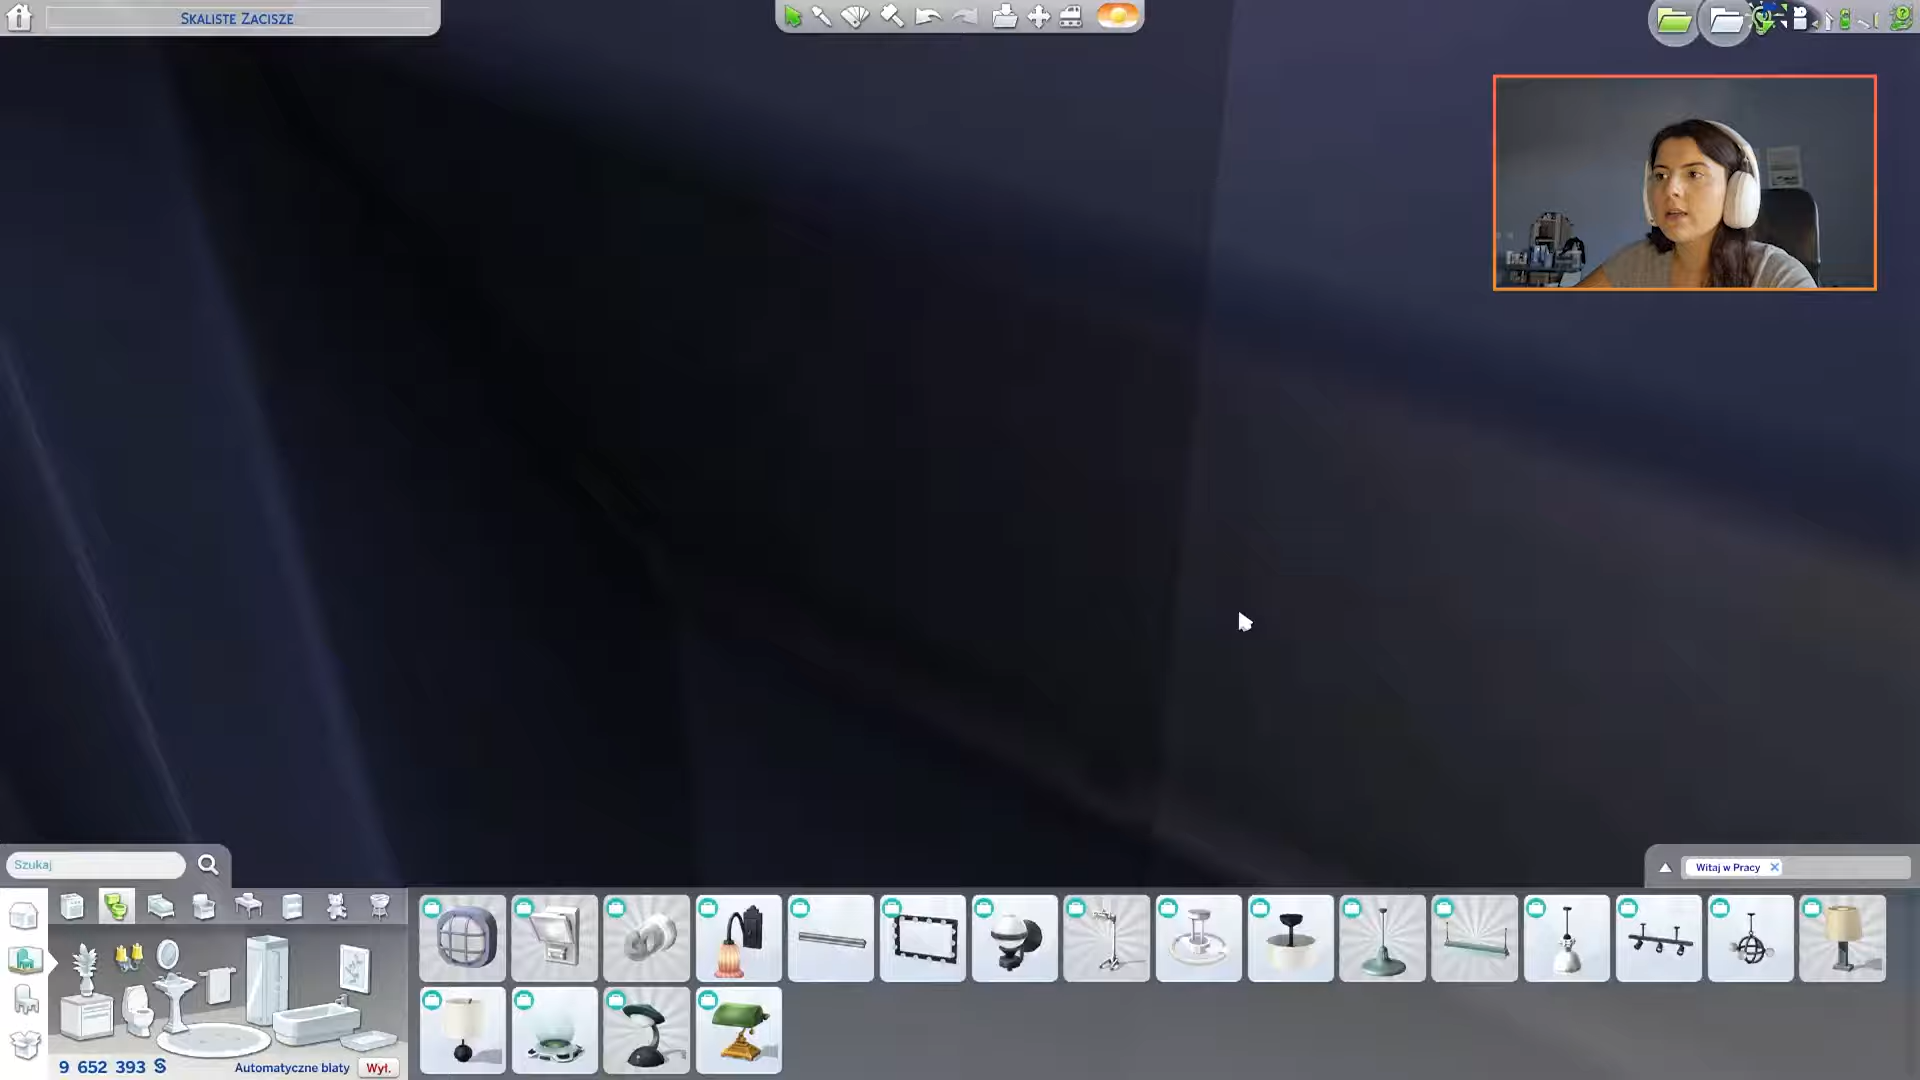 Skaliste Zacisze
Szukaj
Witaj w Pracy
9 652 393 S
Automatyczne blaty
Wył.